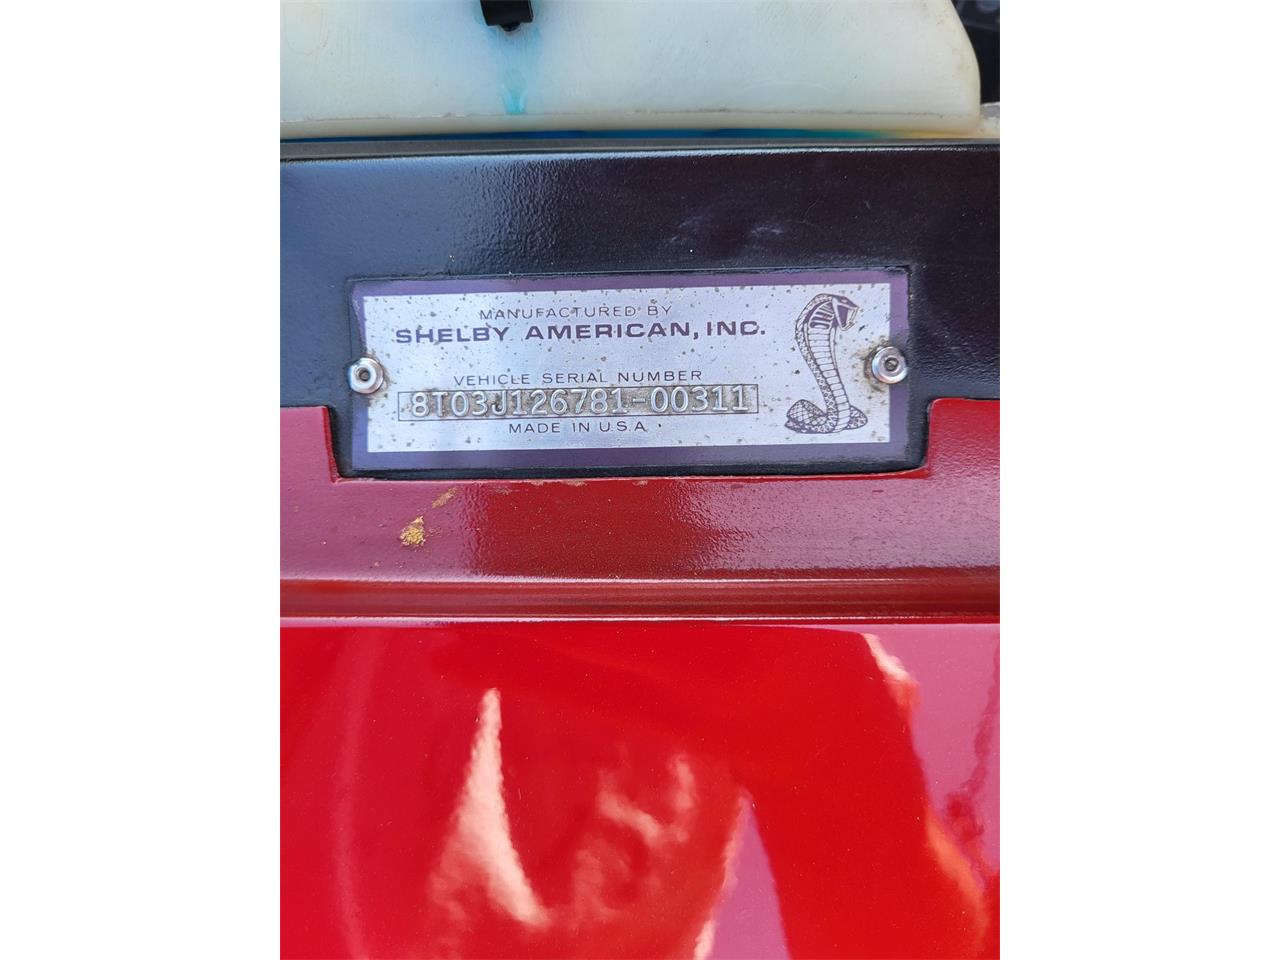 MANUFACTURED BY
SHELBY AMERICAN, INC.
VEHICLE SERIAL NUMBER
8T03J126781-00311
MADE IN U.S.A.